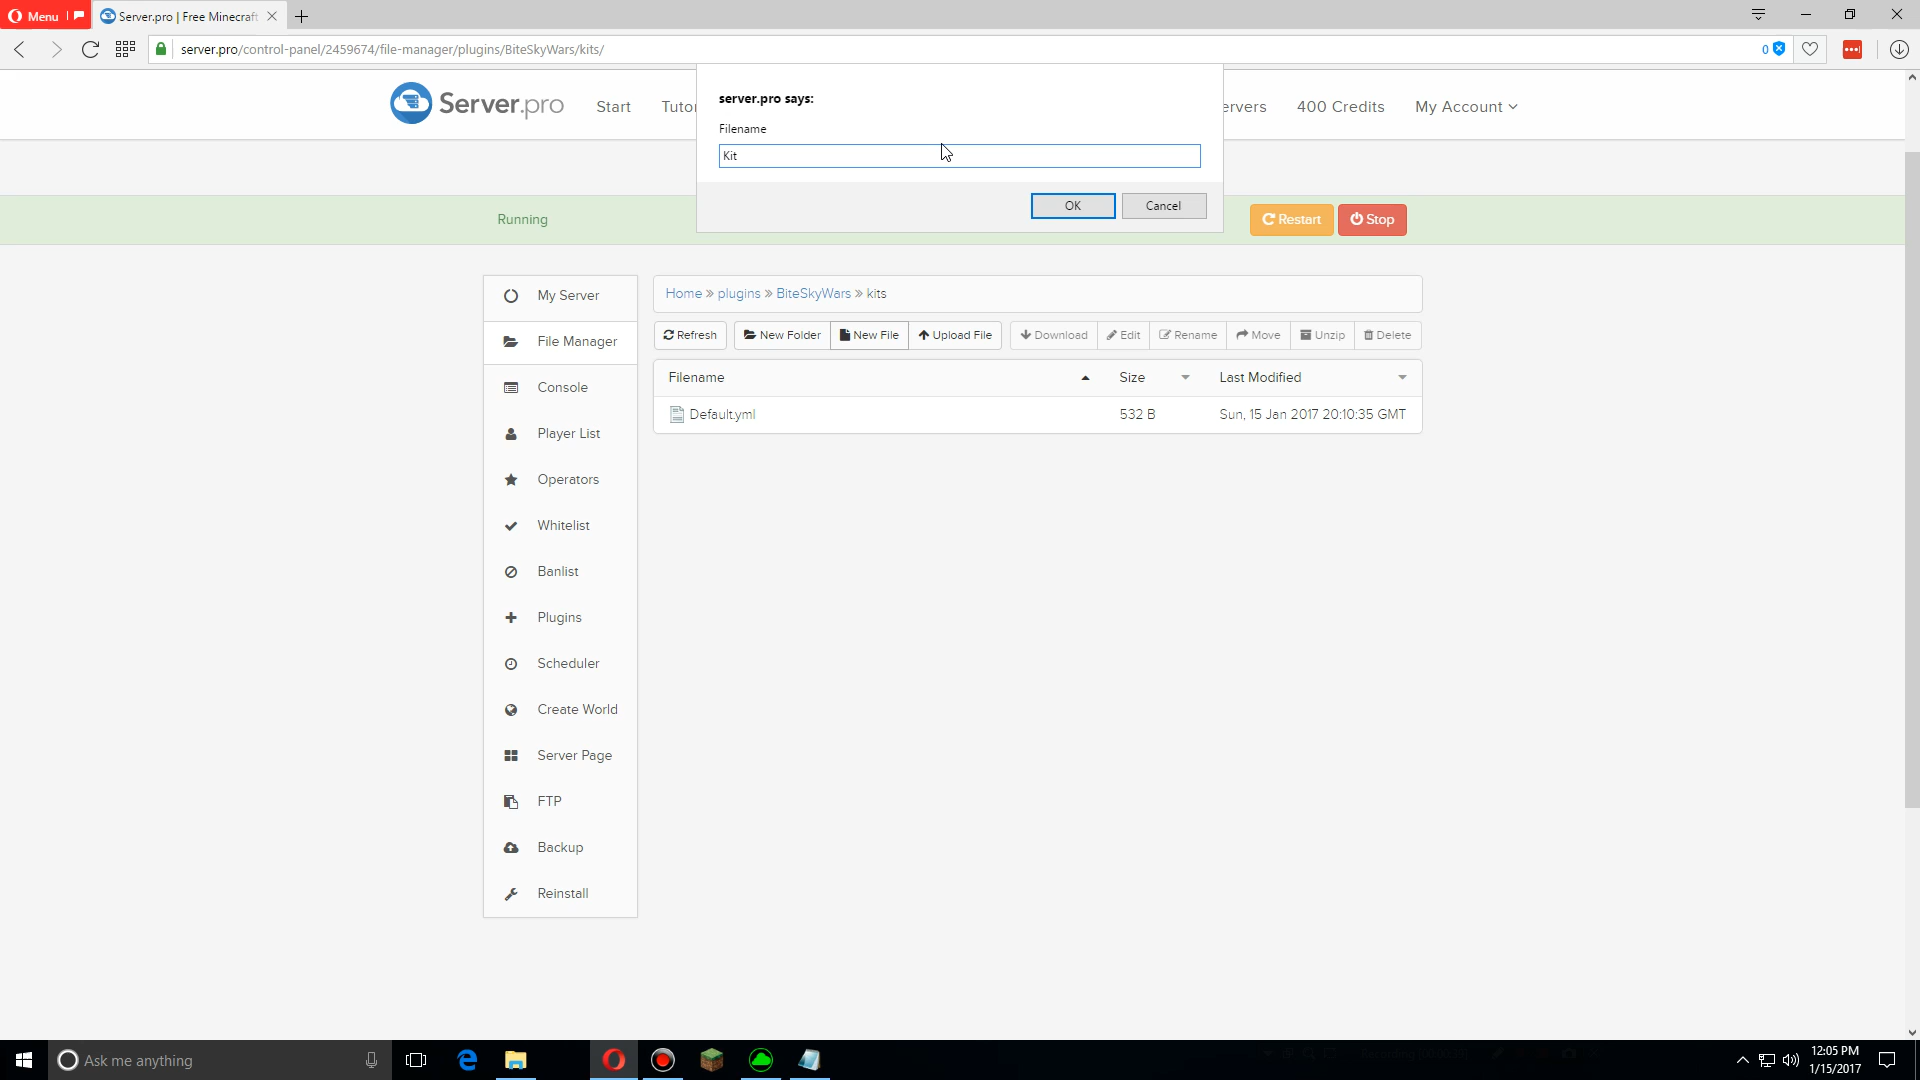 Menu
Server.pro | Free Minecraft
server.pro/control-panel/2459674/file-manager/plugins/BiteSkyWars/kits/
0
Server.pro
Start
Tutor
ervers
400 Credits
My Account
server.pro says:
Filename
Kit
OK
Cancel
Running
Restart
Stop
My Server
File Manager
Console
Player List
Operators
Whitelist
Banlist
Plugins
Scheduler
Create World
Server Page
FTP
Backup
Reinstall
Home » plugins » BiteSkyWars » kits
Refresh
New Folder
New File
Upload File
Download
Edit
Rename
Move
Unzip
Delete
Filename
Size
Last Modified
Default.yml
532 B
Sun, 15 Jan 2017 20:10:35 GMT
Ask me anything
12:05 PM
1/15/2017